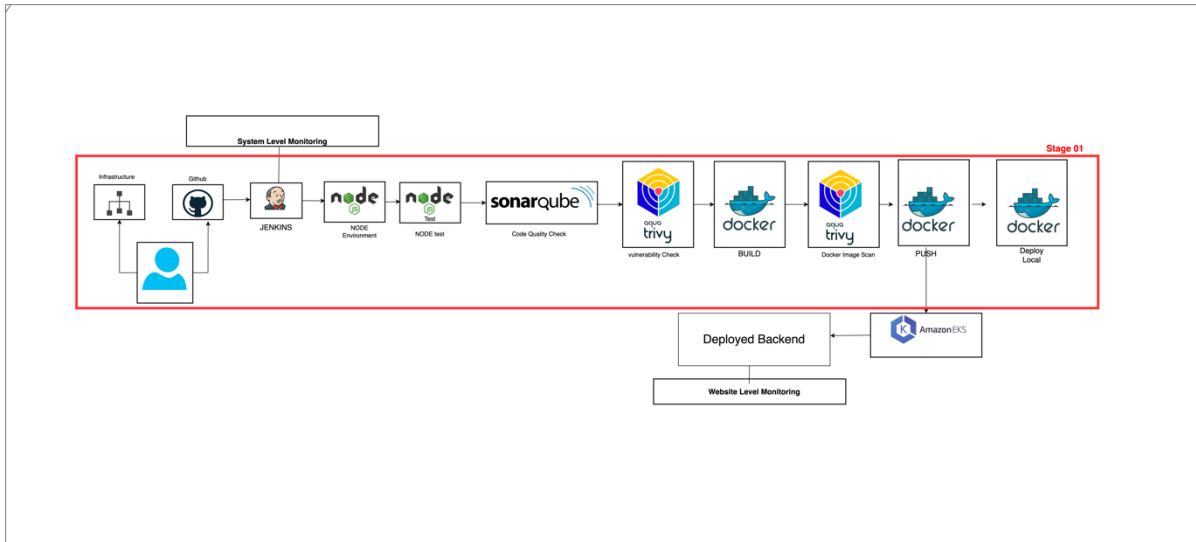 System Level Monitoring
Stage 01
Infrastructure
Github
JENKINS
node
JS
NODE
Environment
node
JS
Test
NODE test
sonarqube
Code Quality Check
aqua
trivy
vulnerability Check
docker
BUILD
aqua
trivy
Docker Image Scan
docker
PUSH
docker
Deploy
Local
Deployed Backend
K
Amazon EKS
Website Level Monitoring